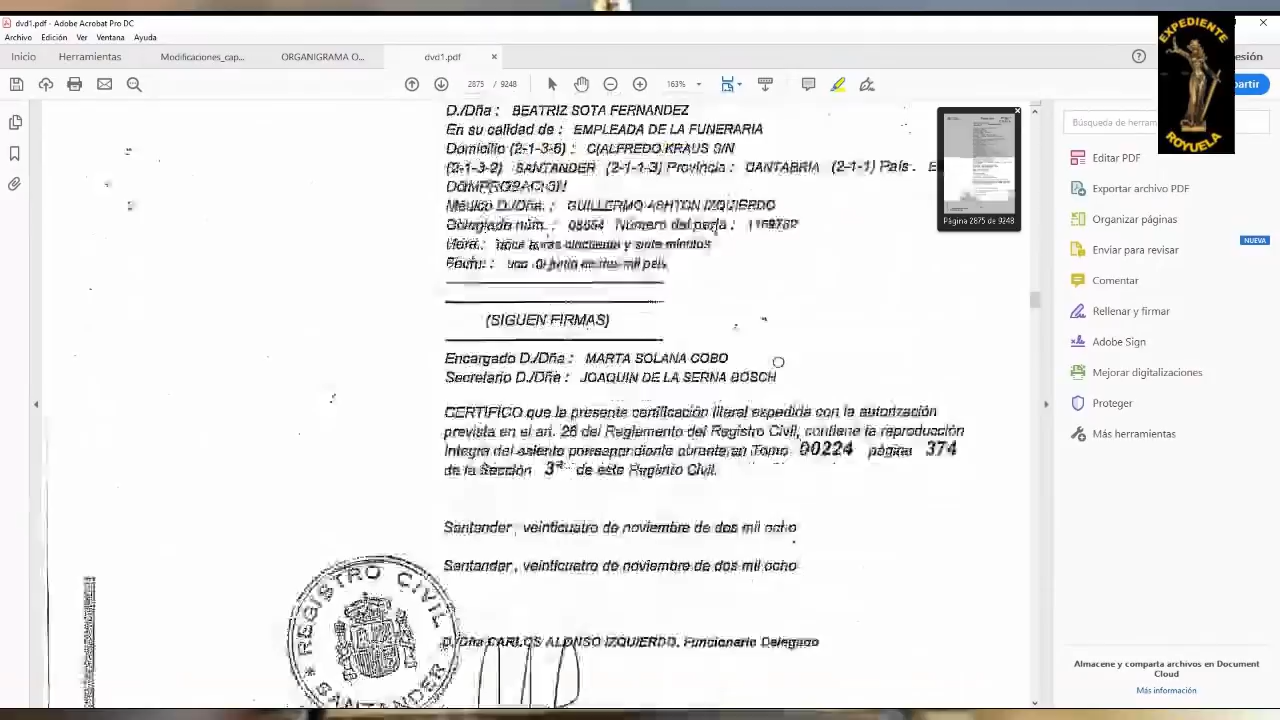 dvd1.pdf - Adobe Acrobat Pro DC
Archivo Edición Ver Ventana Ayuda
Inicio Herramientas Modificaciones_cap... ORGANIGRAMA O... dvd1.pdf
2875 / 9248 163%
EXPEDIENTE
ROYUELA
D./Dña : BEATRIZ SOTA FERNANDEZ
En su calidad de : EMPLEADA DE LA FUNERARIA
Domicilio (2-1-3-6) : C/ALFREDO KRAUS S/N
(2-1-3-2) SANTANDER (2-1-1-3) Provincia : CANTABRIA (2-1-1) País.
D./Dña. : GUILLERMO ASHTON IZQUIERDO
Colegiado núm. Número del parte :
Hora.: y siete minutos
(SIGUEN FIRMAS)
Encargado D./Dña : MARTA SOLANA COBO
Secretario D./Dña : JOAQUIN DE LA SERNA BOSCH
CERTIFICO que la presente certificación literal expedida con la autorización
prevista en el art. 26 del Reglamento del Registro Civil, contiene la reproducción
íntegra del asiento correspondiente obrante en Tomo 00224 página 374
de la Sección 3ª de este Registro Civil.
Santander, veinticuatro de noviembre de dos mil ocho
Santander, veinticuatro de noviembre de dos mil ocho
D./Dña CARLOS ALONSO IZQUIERDO. Funcionario Delegado
REGISTRO CIVIL
SANTANDER
Página 2875 de 9248
Búsqueda de herram
Editar PDF
Exportar archivo PDF
Organizar páginas
Enviar para revisar
NUEVA
Comentar
Rellenar y firmar
Adobe Sign
Mejorar digitalizaciones
Proteger
Más herramientas
Almacene y comparta archivos en Document
Cloud
Más información